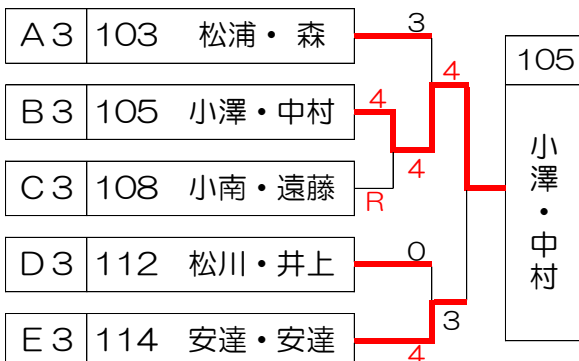 A3 103 松浦・ 森 3
B3 105 小澤・中村 4 4 4
C3 108 小南・遠藤 R
D3 112 松川・井上 0
E3 114 安達・安達 4 3
105
小澤・中村